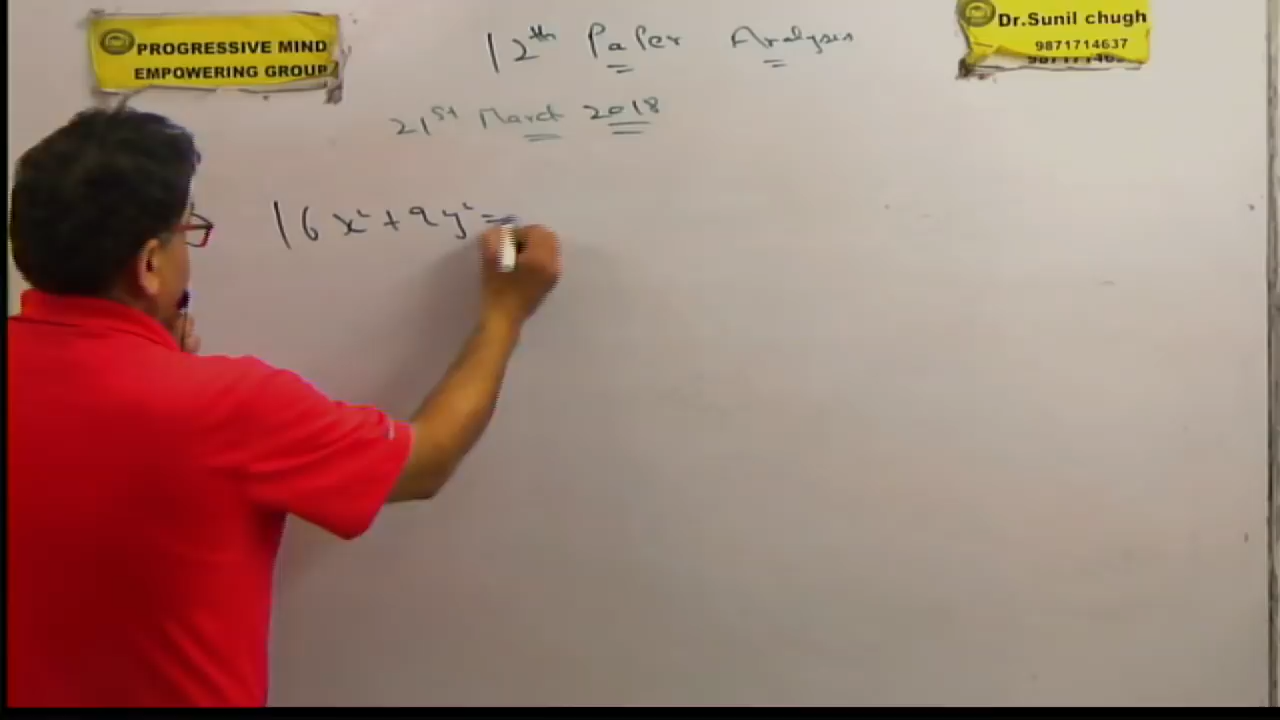 PROGRESSIVE MIND
EMPOWERING GROUP
Dr.Sunil chugh
9871714637
12th Paper Analysis
21st March 2018
16x² + 9y² =